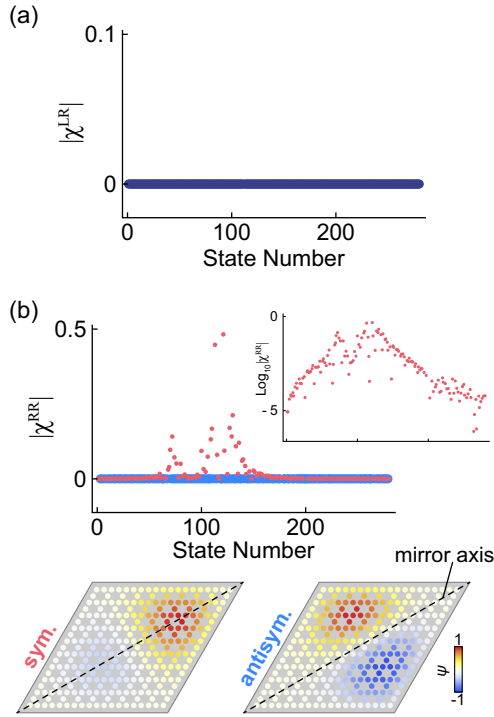 (a)
0.1
|χ^LR|
0
0 100 200
State Number
(b)
0.5
|χ^RR|
0
0 100 200
State Number
0
Log₁₀|χ^RR|
-5
mirror axis
sym.
antisym.
1
ψ
-1